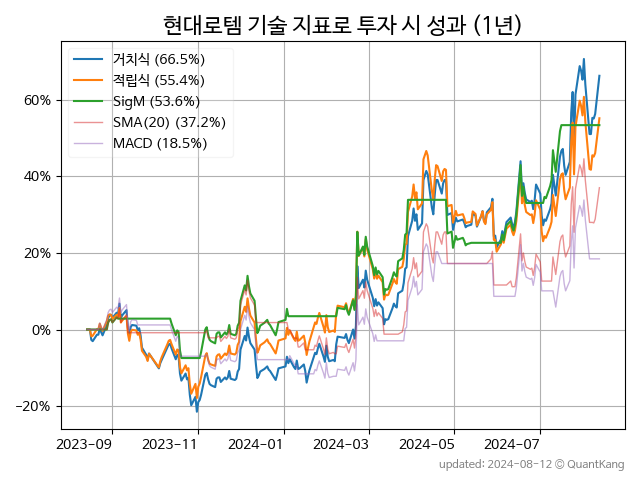 현대로템 기술 지표로 투자 시 성과 (1년)
거치식 (66.5%)
적립식 (55.4%)
SigM (53.6%)
SMA(20) (37.2%)
MACD (18.5%)
60%
40%
20%
0%
−20%
2023-09 2023-11 2024-01 2024-03 2024-05 2024-07
updated: 2024-08-12 © QuantKang